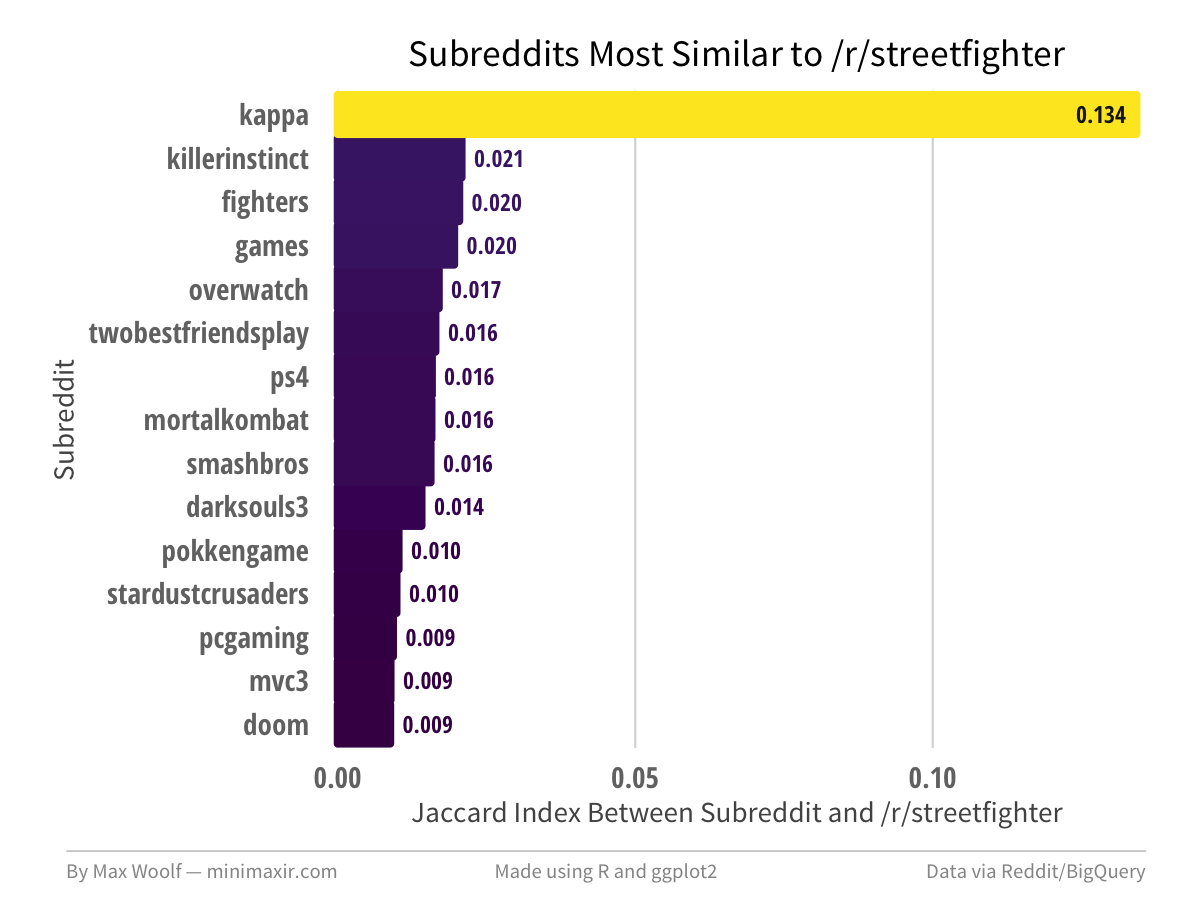 Subreddits Most Similar to /r/streetfighter
kappa 0.134
killerinstinct 0.021
fighters 0.020
games 0.020
overwatch 0.017
twobestfriendsplay 0.016
ps4 0.016
mortalkombat 0.016
smashbros 0.016
darksouls3 0.014
pokkengame 0.010
stardustcrusaders 0.010
pcgaming 0.009
mvc3 0.009
doom 0.009
Subreddit
0.00 0.05 0.10
Jaccard Index Between Subreddit and /r/streetfighter
By Max Woolf — minimaxir.com Made using R and ggplot2 Data via Reddit/BigQuery